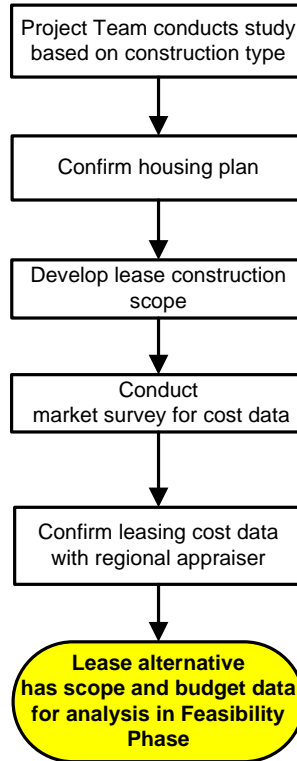 Project Team conducts study
based on construction type
Confirm housing plan
Develop lease construction
scope
Conduct
market survey for cost data
Confirm leasing cost data
with regional appraiser
Lease alternative
has scope and budget data
for analysis in Feasibility
Phase